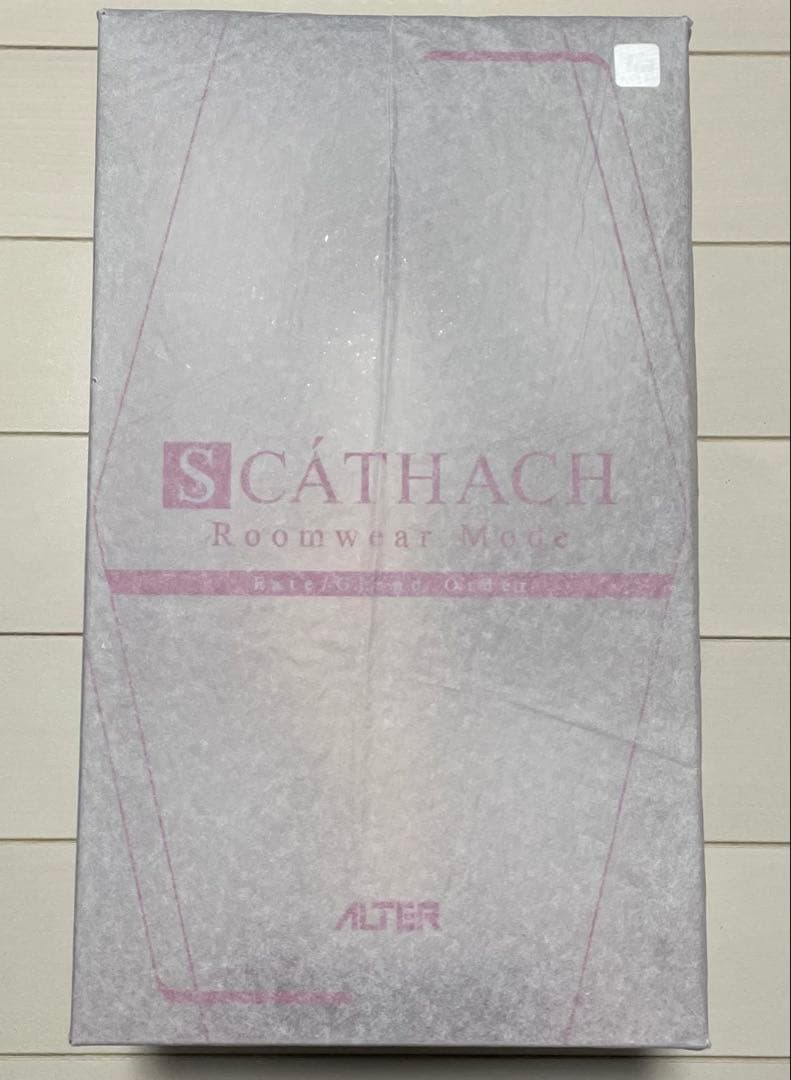 SCÁTHACH
Roomwear Mode
Fate/Grand Order
ALTER